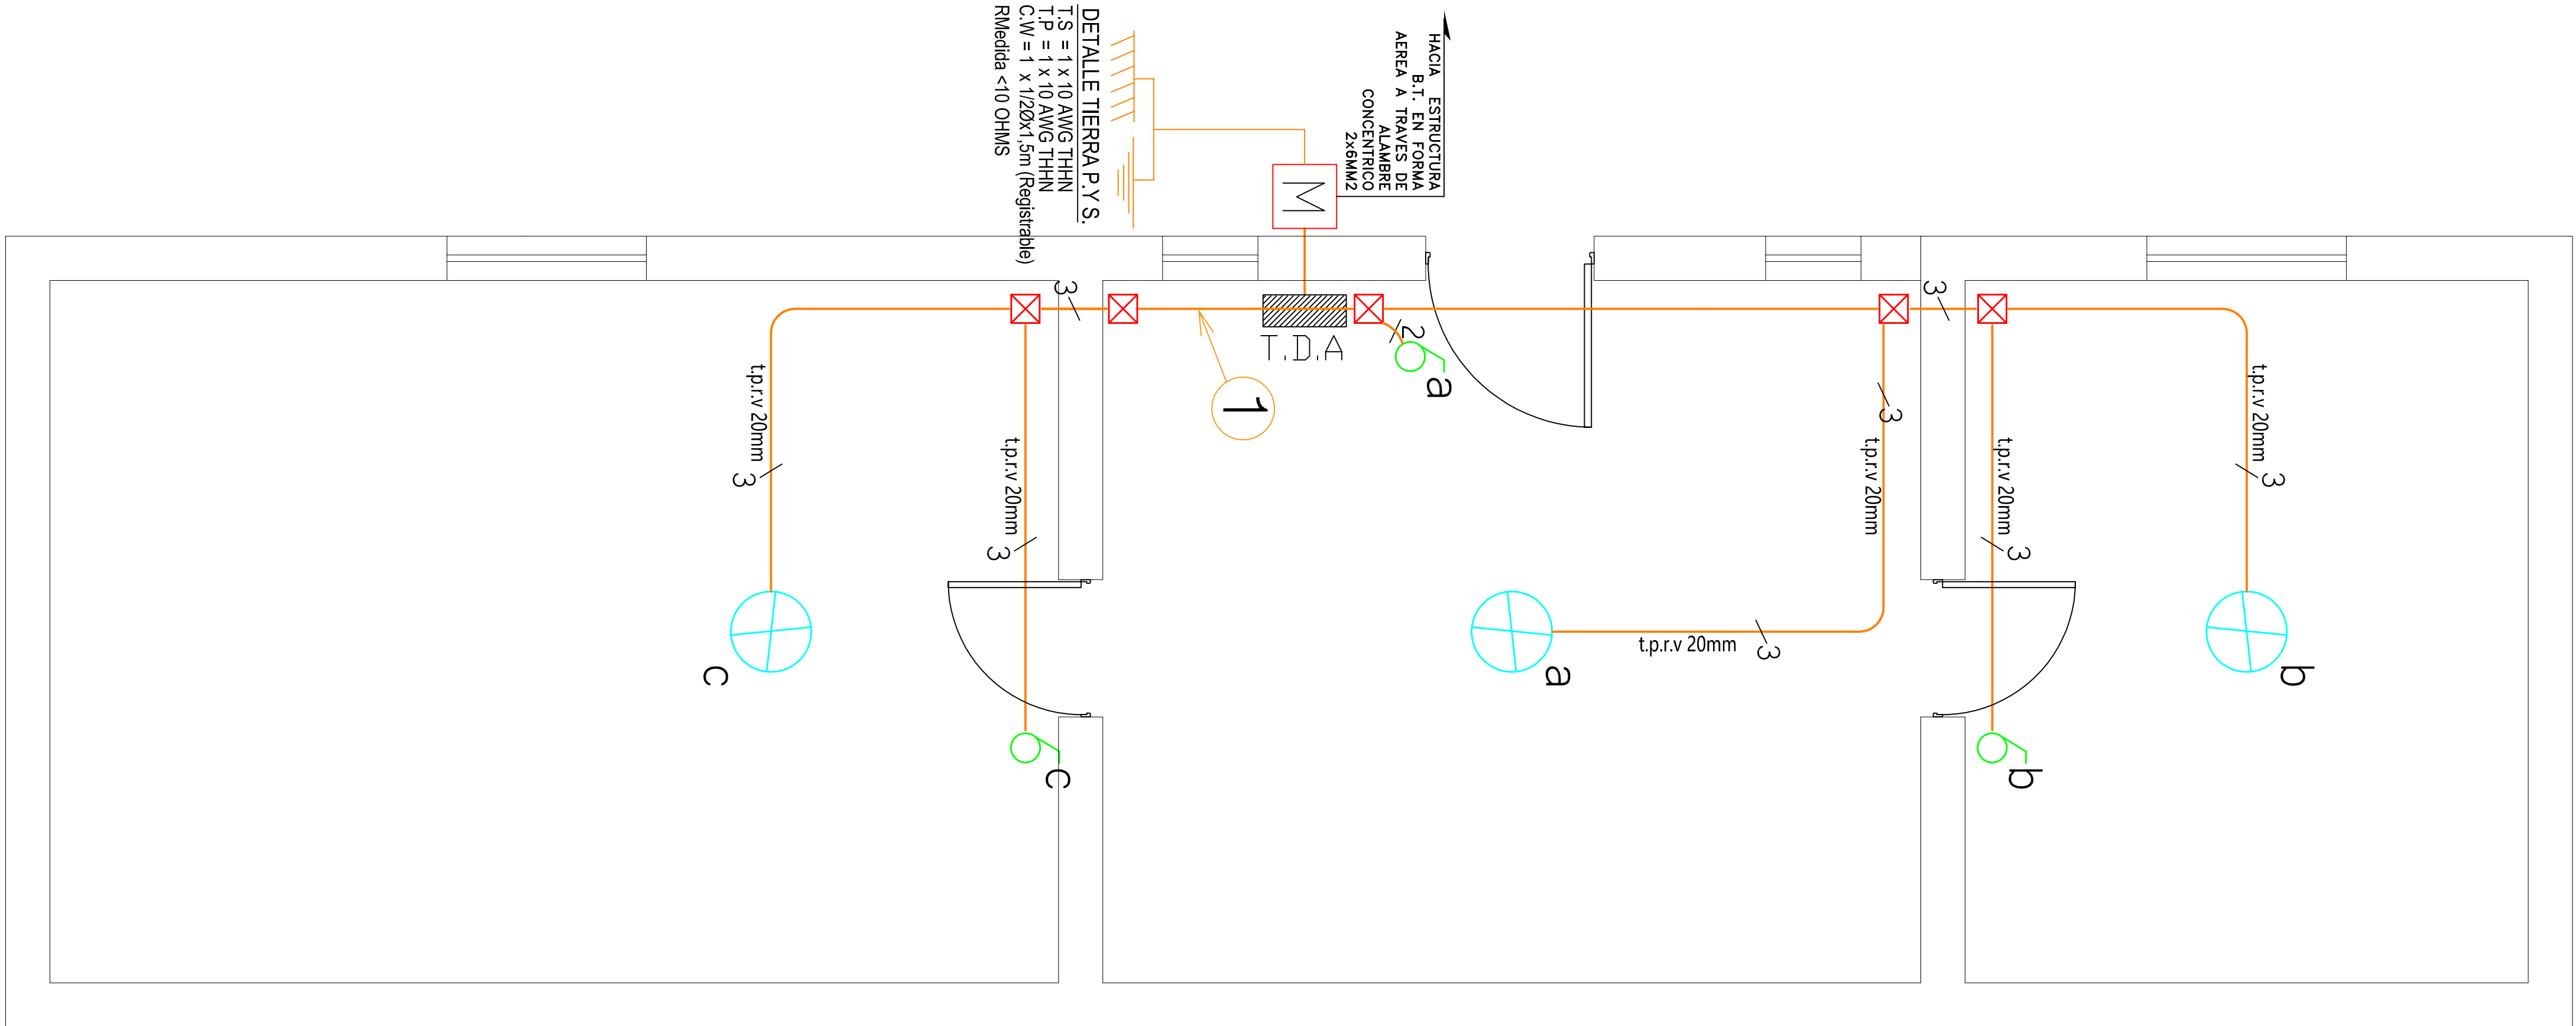 HACIA ESTRUCTURA
B.T. EN FORMA
AEREA A TRAVES DE
ALAMBRE
CONCENTRICO
2x6MM2
DETALLE TIERRA P.Y S.
T.S = 1 x 10 AWG THHN
T.P = 1 x 10 AWG THHN
C.W = 1 x 1/2Øx1,5m (Registrable)
RMedida <10 OHMS
M
T.D.A
1
2
a
3
3
3
t.p.r.v 20mm
3
t.p.r.v 20mm
3
t.p.r.v 20mm
t.p.r.v 20mm
3
t.p.r.v 20mm
3
t.p.r.v 20mm
3
c
a
b
c
b